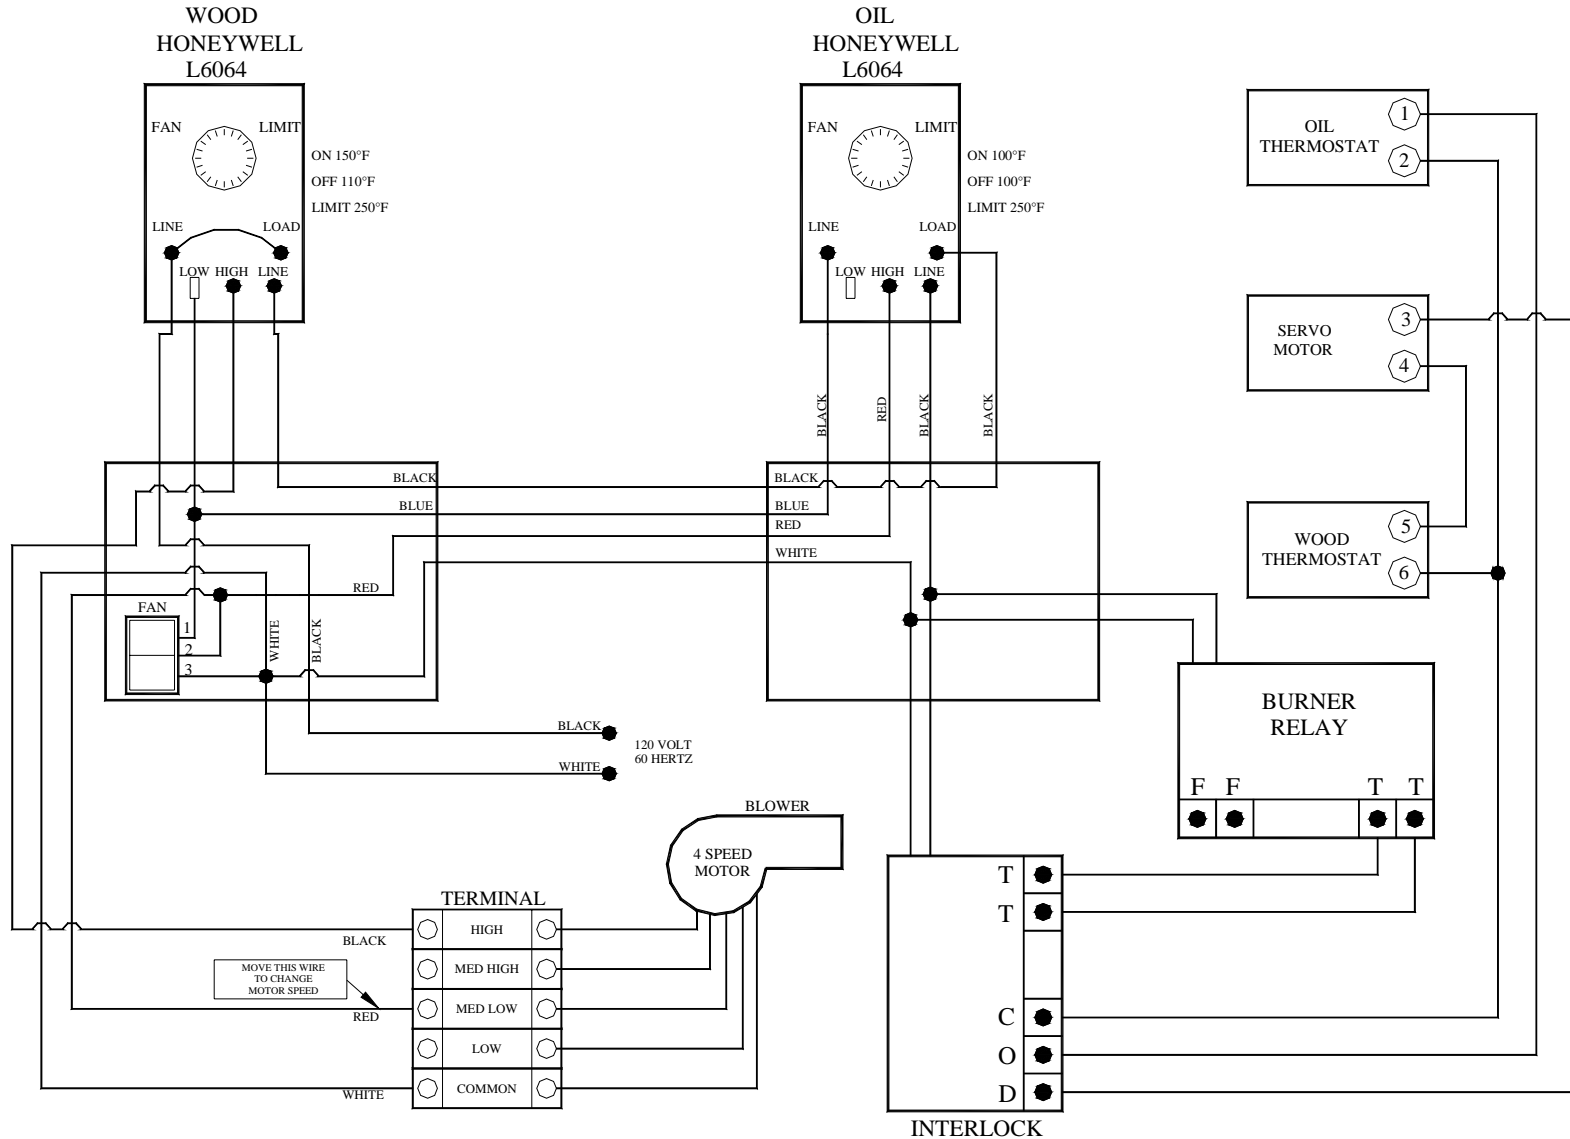 WOOD
HONEYWELL
L6064
FAN
LIMIT
ON 150°F
OFF 110°F
LIMIT 250°F
LINE
LOAD
LOW
HIGH
LINE
OIL
HONEYWELL
L6064
FAN
LIMIT
ON 100°F
OFF 100°F
LIMIT 250°F
LINE
LOAD
LOW
HIGH
LINE
BLACK
RED
BLACK
BLACK
OIL
THERMOSTAT
1
2
SERVO
MOTOR
3
4
WOOD
THERMOSTAT
5
6
BLACK
BLUE
RED
WHITE
BLACK
FAN
1
2
3
BLACK
BLUE
RED
WHITE
BLACK
WHITE
120 VOLT
60 HERTZ
BURNER
RELAY
F
F
T
T
BLOWER
4 SPEED
MOTOR
TERMINAL
HIGH
MED HIGH
MED LOW
LOW
COMMON
BLACK
MOVE THIS WIRE
TO CHANGE
MOTOR SPEED
RED
WHITE
T
T
C
O
D
INTERLOCK